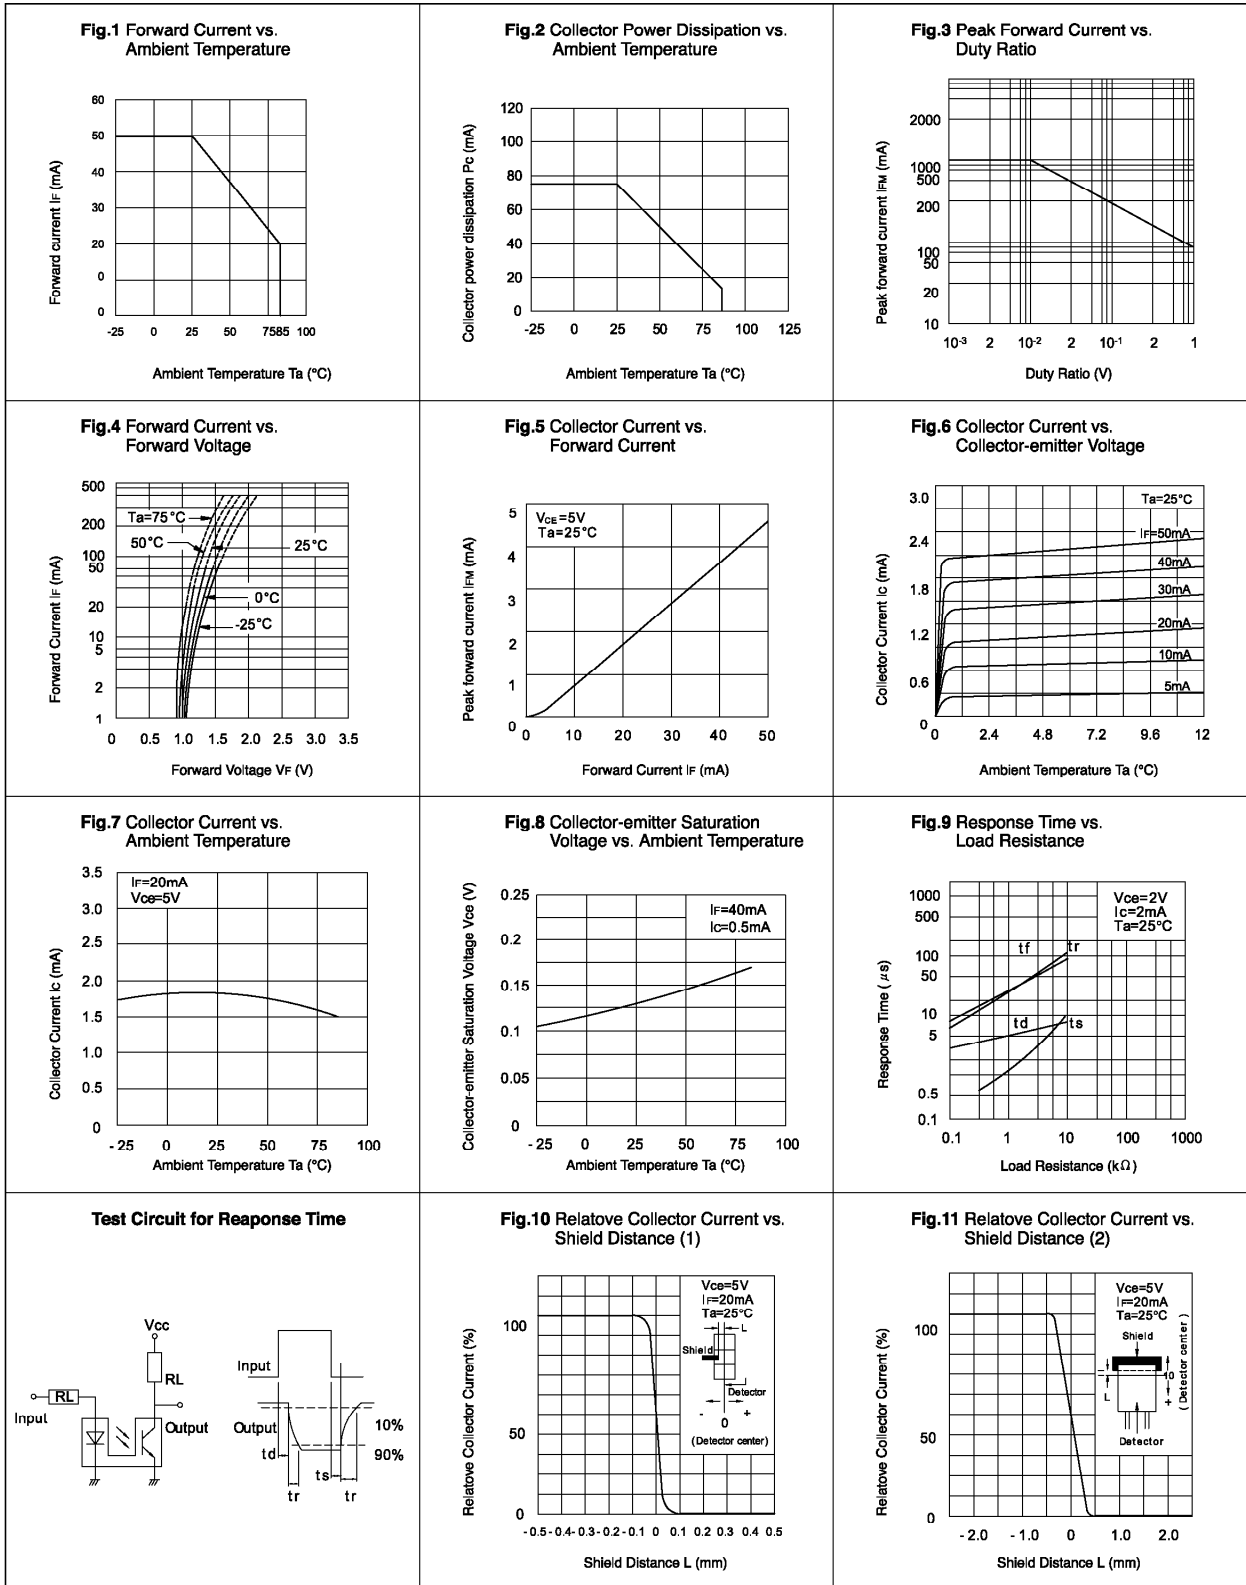 Fig.1 Forward Current vs.
Ambient Temperature
60
50
40
30
20
0
0
Forward current IF (mA)
-25 0 25 50 7585 100
Ambient Temperature Ta (°C)
Fig.2 Collector Power Dissipation vs.
Ambient Temperature
120
100
80
60
40
20
0
Collector power dissipation Pc (mA)
-25 0 25 50 75 100 125
Ambient Temperature Ta (°C)
Fig.3 Peak Forward Current vs.
Duty Ratio
2000
1000
500
200
100
50
20
10
Peak forward current IFM (mA)
10-3 2 10-2 2 10-1 2 1
Duty Ratio (V)
Fig.4 Forward Current vs.
Forward Voltage
500
200
100
50
20
10
5
2
1
Forward Current IF (mA)
Ta=75°C
50°C
25°C
0°C
-25°C
0 0.5 1.0 1.5 2.0 2.5 3.0 3.5
Forward Voltage VF (V)
Fig.5 Collector Current vs.
Forward Current
5
4
3
2
1
0
Peak forward current IFM (mA)
VCE=5V
Ta=25°C
0 10 20 30 40 50
Forward Current IF (mA)
Fig.6 Collector Current vs.
Collector-emitter Voltage
3.0
2.4
1.8
1.2
0.6
0
Collector Current Ic (mA)
Ta=25°C
IF=50mA
40mA
30mA
20mA
10mA
5mA
0 2.4 4.8 7.2 9.6 12
Ambient Temperature Ta (°C)
Fig.7 Collector Current vs.
Ambient Temperature
3.5
3.0
2.5
2.0
1.5
1.0
0.5
0
Collector Current Ic (mA)
IF=20mA
Vce=5V
-25 0 25 50 75 100
Ambient Temperature Ta (°C)
Fig.8 Collector-emitter Saturation
Voltage vs. Ambient Temperature
0.25
0.2
0.15
0.1
0.05
0
Collector-emitter Saturation Voltage Vce (V)
IF=40mA
Ic=0.5mA
-25 0 25 50 75 100
Ambient Temperature Ta (°C)
Fig.9 Response Time vs.
Load Resistance
1000
500
100
50
10
5
0.5
0.1
Response Time (μs)
Vce=2V
Ic=2mA
Ta=25°C
tf tr
td ts
0.1 1 10 100 1000
Load Resistance (kΩ)
Test Circuit for Reaponse Time
Vcc
RL
RL
Input
Output
Input
Output
10%
90%
td
ts
tr tr
Fig.10 Relatove Collector Current vs.
Shield Distance (1)
100
50
0
Relatove Collector Current (%)
Vce=5V
IF=20mA
Ta=25°C
L
Shield
Detector
- +
0
(Detector center)
-0.5-0.4-0.3-0.2-0.1 0 0.1 0.2 0.3 0.4 0.5
Shield Distance L (mm)
Fig.11 Relatove Collector Current vs.
Shield Distance (2)
100
50
0
Relatove Collector Current (%)
Vce=5V
IF=20mA
Ta=25°C
Shield
L
10
+
(Detector center)
Detector
-2.0 -1.0 0 1.0 2.0
Shield Distance L (mm)